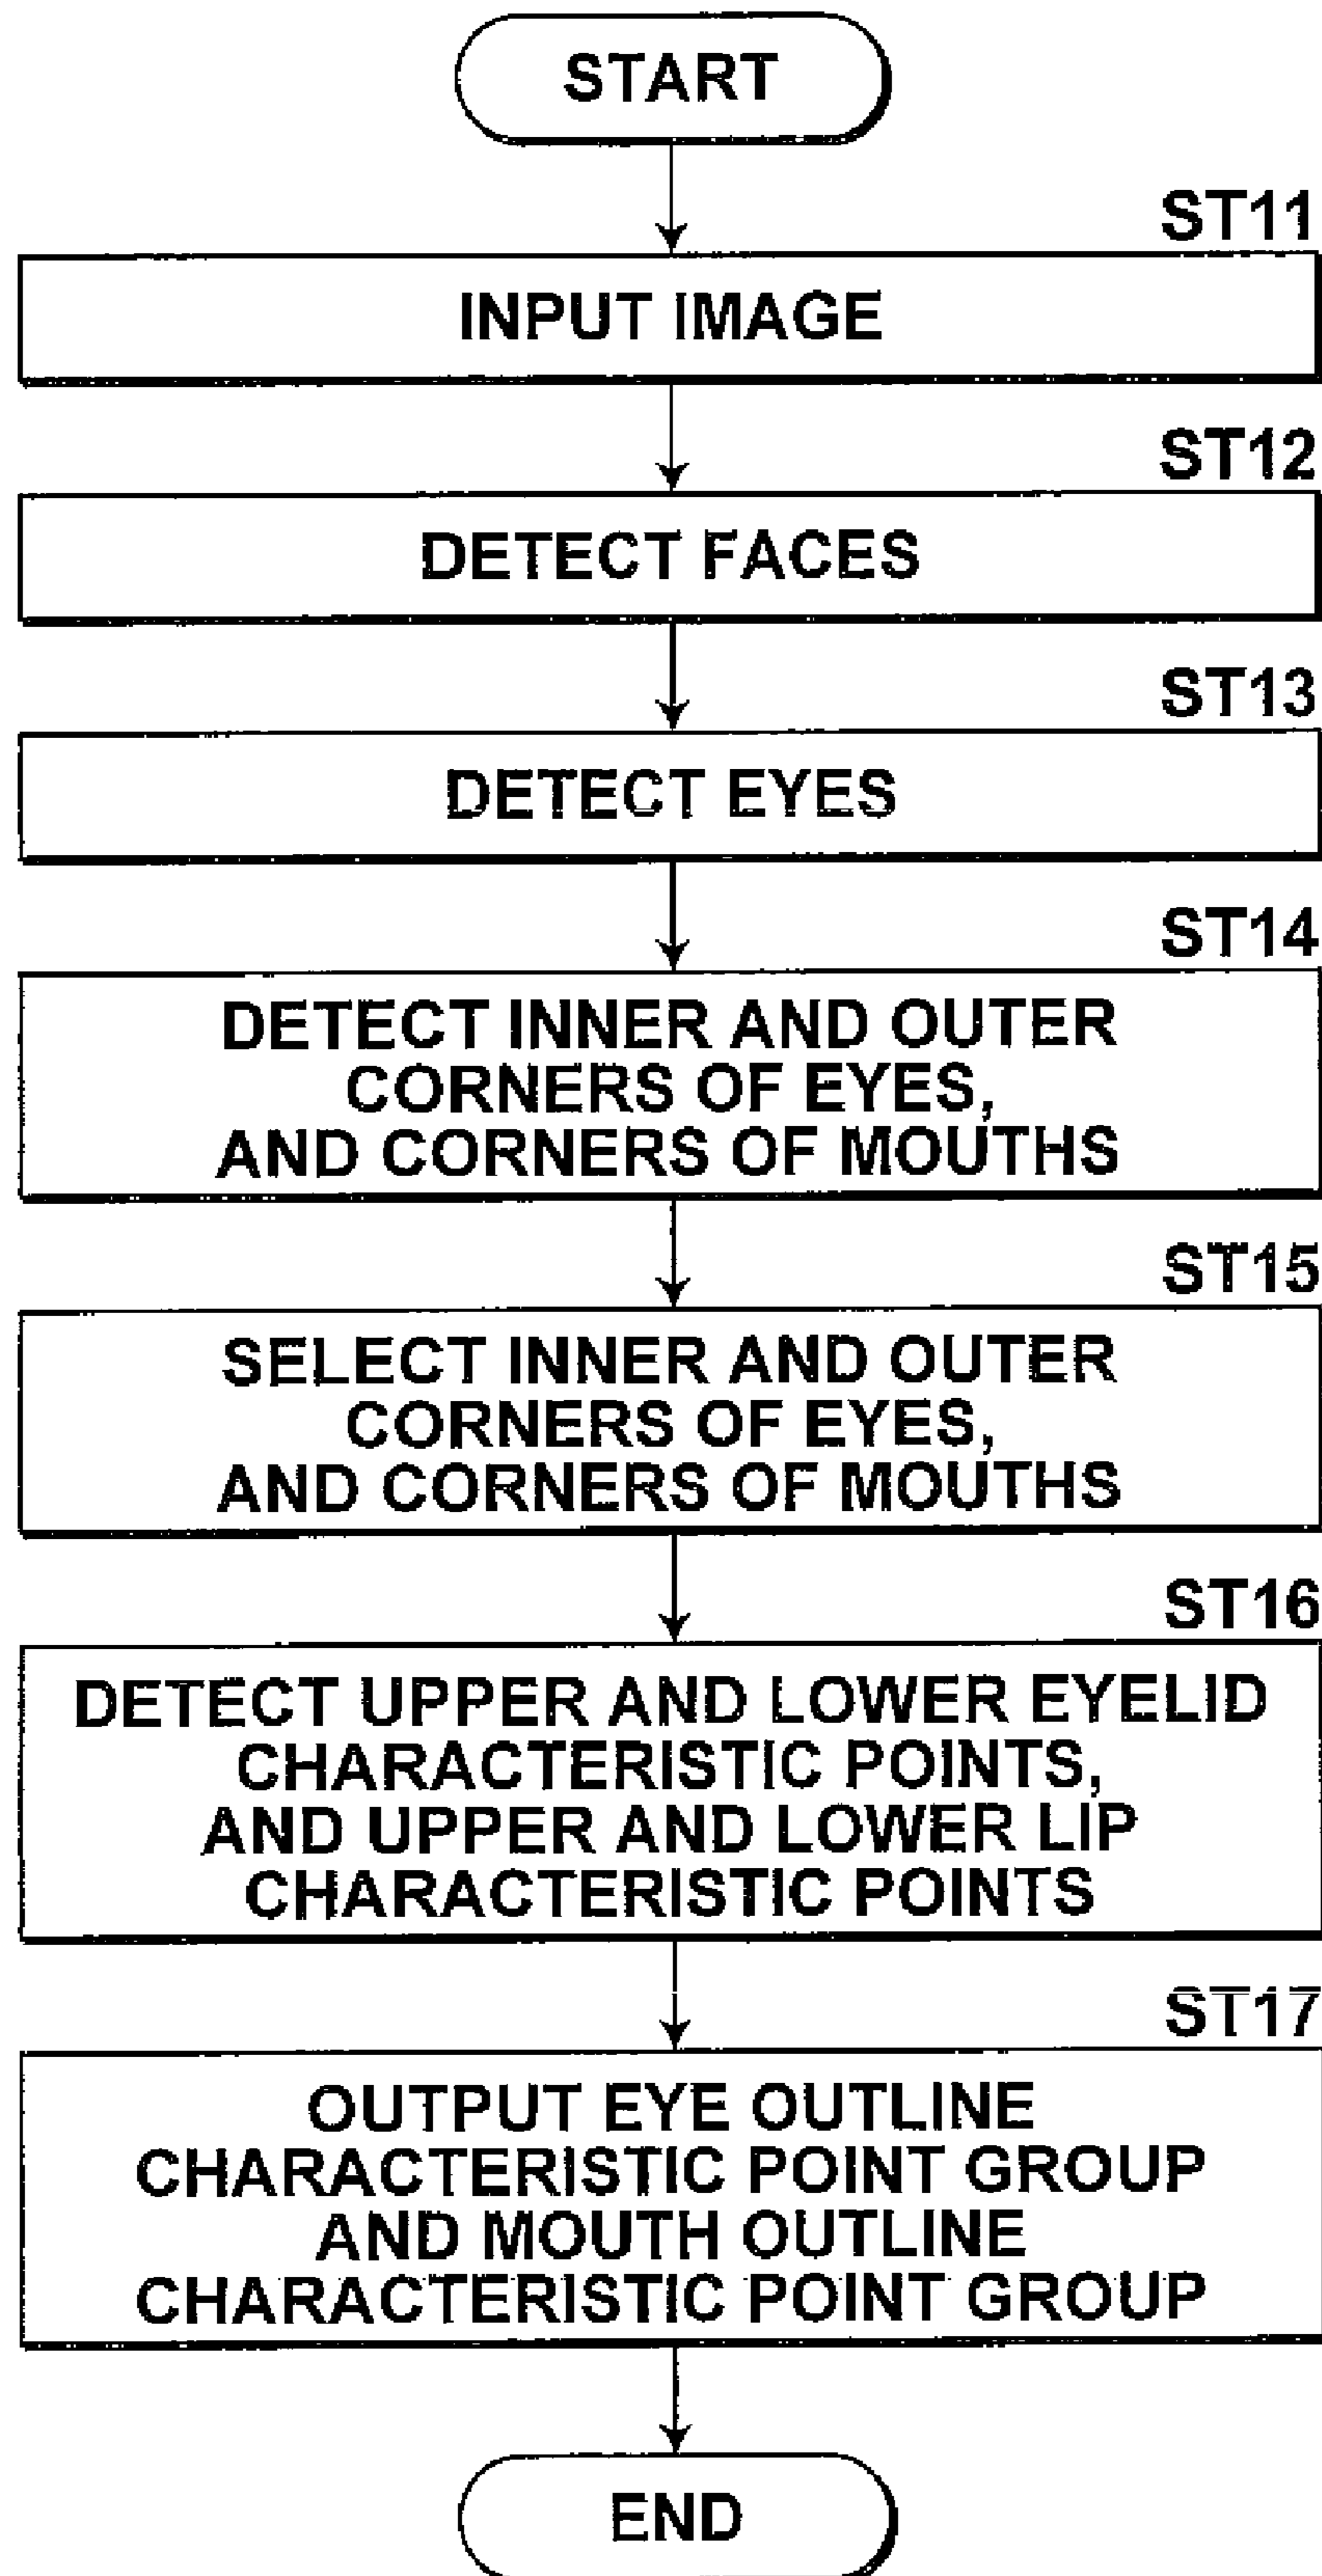 START
ST11
INPUT IMAGE
ST12
DETECT FACES
ST13
DETECT EYES
ST14
DETECT INNER AND OUTER
CORNERS OF EYES,
AND CORNERS OF MOUTHS
ST15
SELECT INNER AND OUTER
CORNERS OF EYES,
AND CORNERS OF MOUTHS
ST16
DETECT UPPER AND LOWER EYELID
CHARACTERISTIC POINTS,
AND UPPER AND LOWER LIP
CHARACTERISTIC POINTS
ST17
OUTPUT EYE OUTLINE
CHARACTERISTIC POINT GROUP
AND MOUTH OUTLINE
CHARACTERISTIC POINT GROUP
END